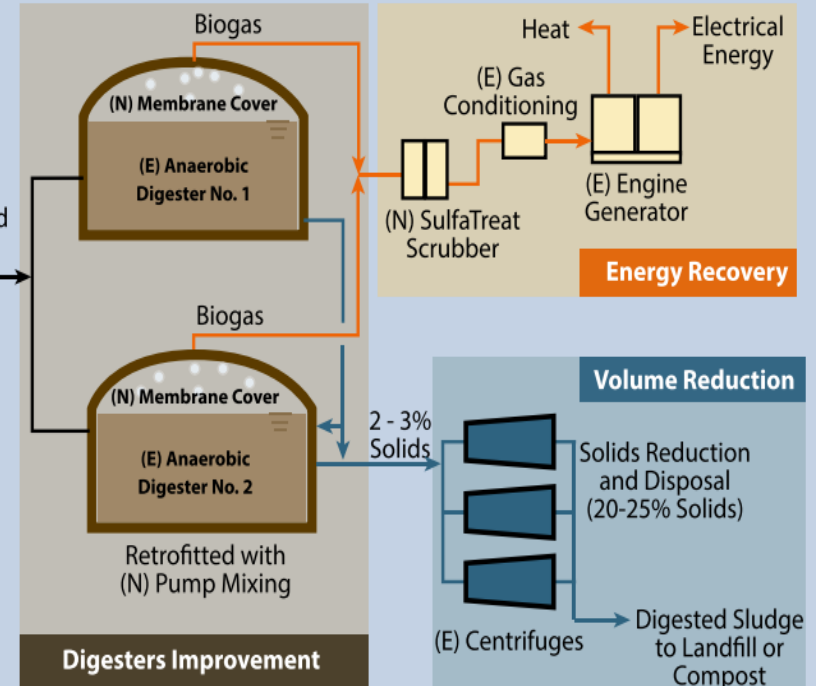 Biogas
(N) Membrane Cover
(E) Anaerobic
Digester No. 1
Biogas
(N) Membrane Cover
(E) Anaerobic
Digester No. 2
Retrofitted with
(N) Pump Mixing
Digesters Improvement
Heat
Electrical
Energy
(E) Gas
Conditioning
(N) SulfaTreat
Scrubber
(E) Engine
Generator
Energy Recovery
Volume Reduction
2 - 3%
Solids
Solids Reduction
and Disposal
(20-25% Solids)
(E) Centrifuges
Digested Sludge
to Landfill or
Compost